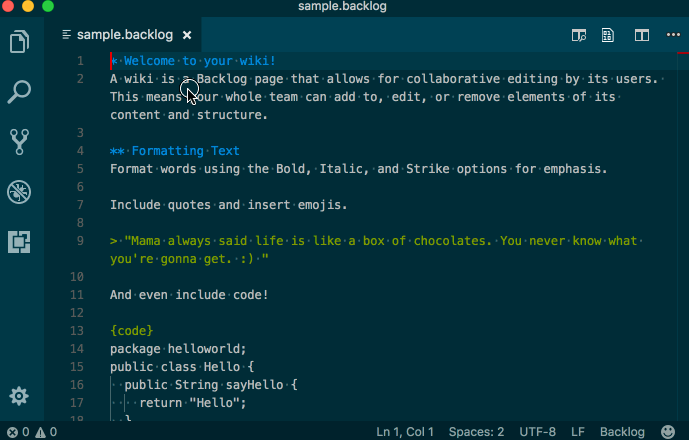 sample.backlog
sample.backlog
1 * Welcome to your wiki!
2 A wiki is a Backlog page that allows for collaborative editing by its users.
This means your whole team can add to, edit, or remove elements of its
content and structure.
3
4 ** Formatting Text
5 Format words using the Bold, Italic, and Strike options for emphasis.
6
7 Include quotes and insert emojis.
8
9 > "Mama always said life is like a box of chocolates. You never know what
you're gonna get. :) "
10
11 And even include code!
12
13 {code}
14 package helloworld;
15 public class Hello {
16 public String sayHello {
17 return "Hello";
18 }
0 0 Ln 1, Col 1 Spaces: 2 UTF-8 LF Backlog